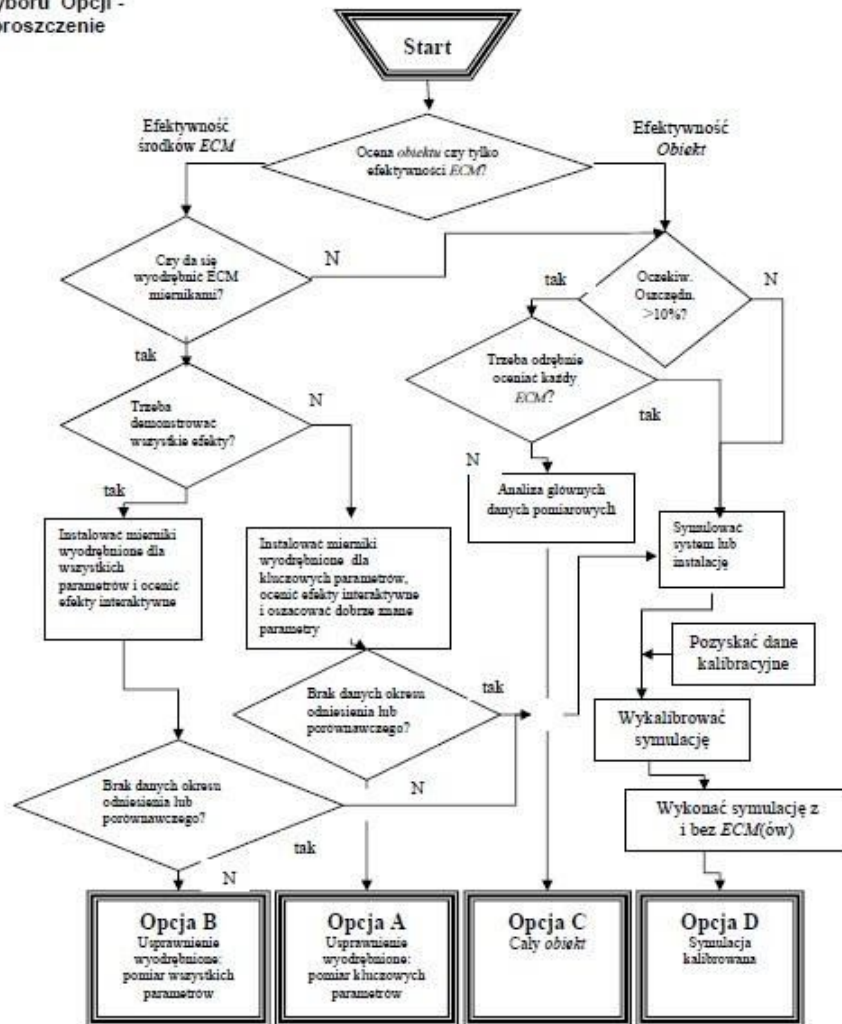 yboru Opcji -
proszczenie
Start
Efektywność
środków ECM
Efektywność
Obiekt
Ocena obiektu czy tylko
efektywności ECM?
Czy da się
wyodrębnić ECM
miernikami?
N
tak
Oczekiw.
Oszczędn.
>10%?
N
tak
Trzeba
demonstrować
wszystkie efekty?
N
Trzeba odrębnie
oceniać każdy
ECM?
tak
N
tak
Analiza głównych
danych pomiarowych
Instalować mierniki
wyodrębnione dla
wszystkich
parametrów i ocenić
efekty interaktywne
Instalować mierniki
wyodrębnione dla
kluczowych parametrów,
ocenić efekty interaktywne
i oszacować dobrze znane
parametry
Symulować
system lub
instalację
Pozyskać dane
kalibracyjne
Brak danych okresu
odniesienia lub
porównawczego?
tak
Wykalibrować
symulację
N
Brak danych okresu
odniesienia lub
porównawczego?
tak
Wykonać symulację z
i bez ECM(ów)
N
Opcja B
Usprawnienie
wyodrębnione:
pomiar wszystkich
parametrów
Opcja A
Usprawnienie
wyodrębnione:
pomiar kluczowych
parametrów
Opcja C
Cały obiekt
Opcja D
Symulacja
kalibrowana